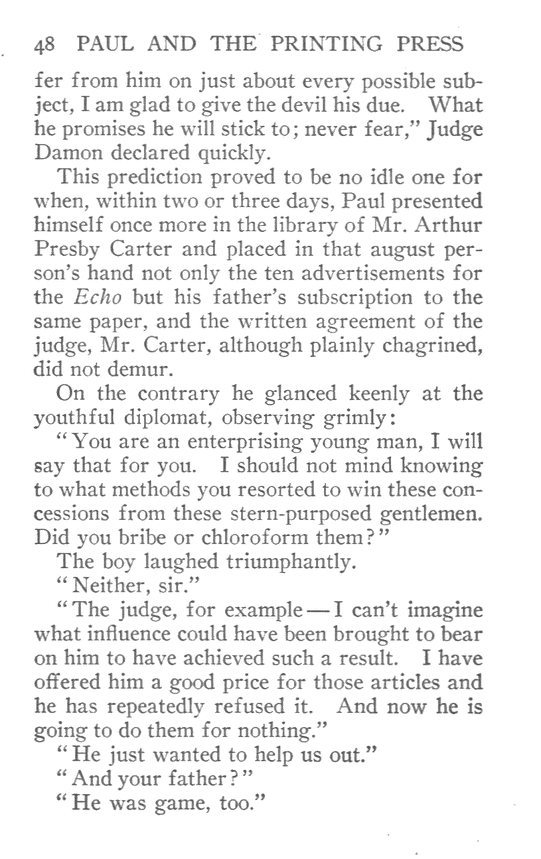 48 PAUL AND THE PRINTING PRESS
fer from him on just about every possible sub-
ject, I am glad to give the devil his due. What
he promises he will stick to; never fear,” Judge
Damon declared quickly.
This prediction proved to be no idle one for
when, within two or three days, Paul presented
himself once more in the library of Mr. Arthur
Presby Carter and placed in that august per-
son’s hand not only the ten advertisements for
the Echo but his father’s subscription to the
same paper, and the written agreement of the
judge, Mr. Carter, although plainly chagrined,
did not demur.
On the contrary he glanced keenly at the
youthful diplomat, observing grimly:
“You are an enterprising young man, I will
say that for you. I should not mind knowing
to what methods you resorted to win these con-
cessions from these stern-purposed gentlemen.
Did you bribe or chloroform them?”
The boy laughed triumphantly.
“Neither, sir.”
“The judge, for example—I can’t imagine
what influence could have been brought to bear
on him to have achieved such a result. I have
offered him a good price for those articles and
he has repeatedly refused it. And now he is
going to do them for nothing.”
“He just wanted to help us out.”
“And your father?”
“He was game, too.”